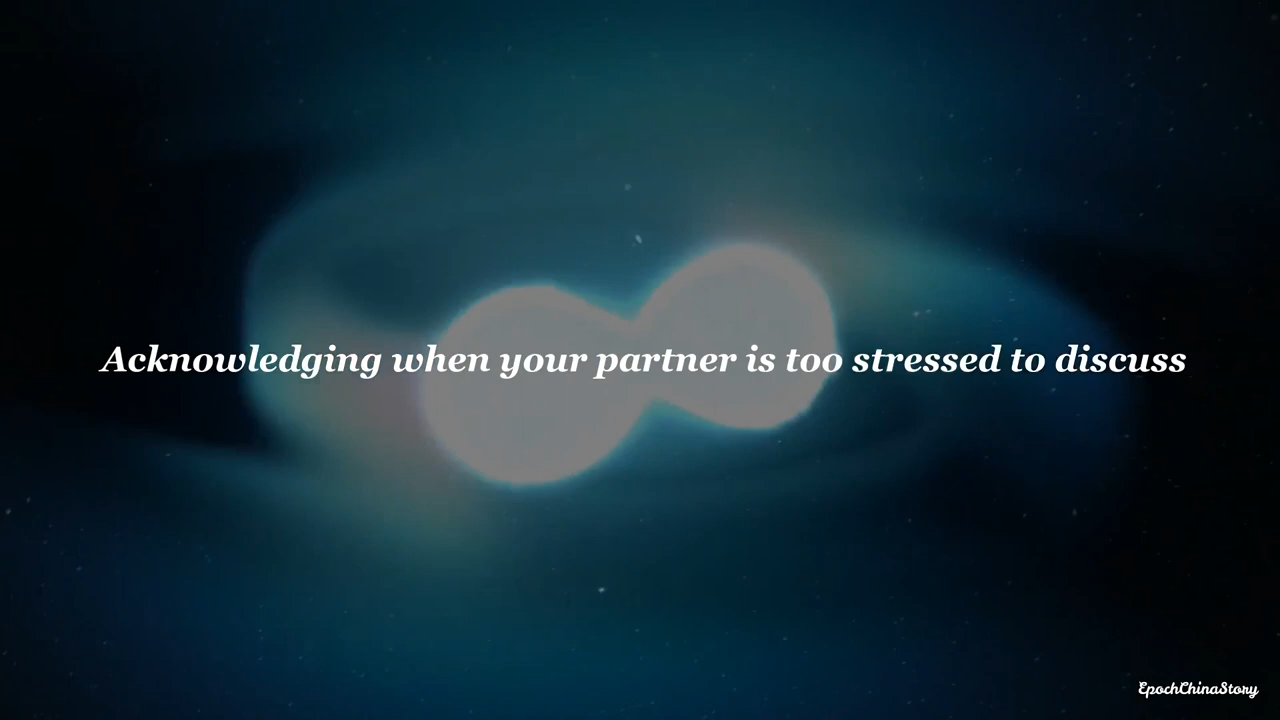 Acknowledging when your partner is too stressed to discuss
EpochChinaStory